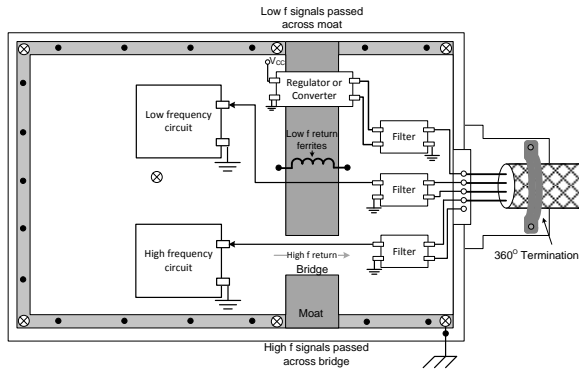 Low f signals passed
across moat
VCC
Regulator or
Converter
Low frequency
circuit
Filter
Low f return
ferrites
Filter
High frequency
circuit
High f return
Bridge
Filter
360O Termination
Moat
High f signals passed
across bridge